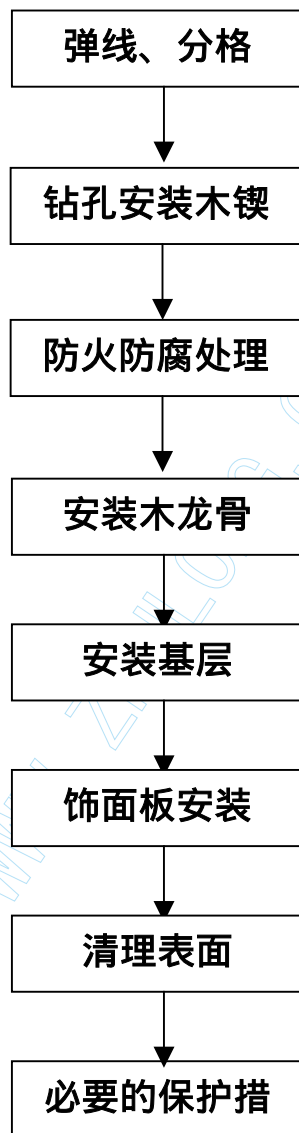 弹线、分格
钻孔安装木锲
防火防腐处理
安装木龙骨
安装基层
饰面板安装
清理表面
必要的保护措